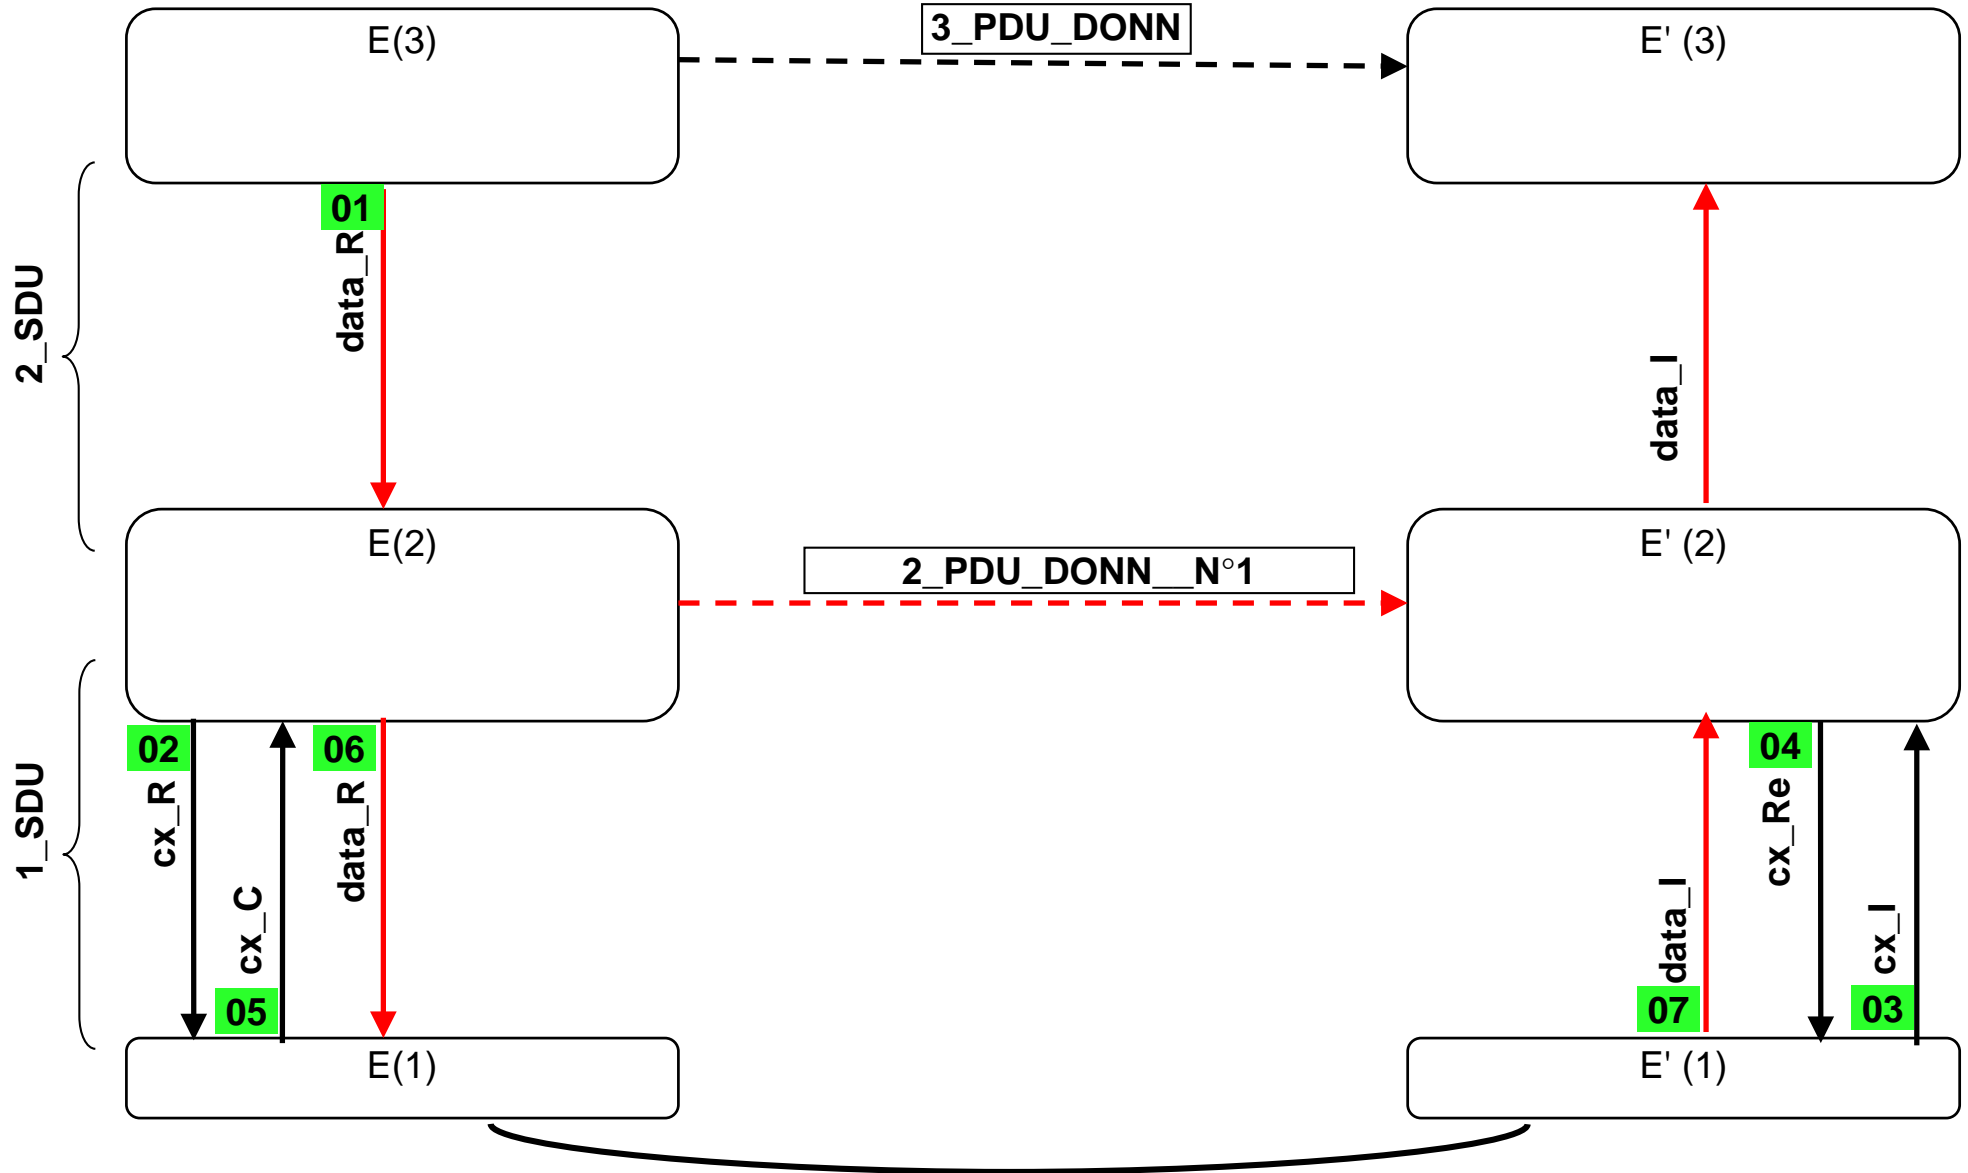 E(3)
3_PDU_DONN
E' (3)
01
data_R
2_SDU
data_I
E(2)
2_PDU_DONN__N°1
E' (2)
02
cx_R
06
data_R
04
cx_Re
1_SDU
cx_C
05
data_I
07
cx_I
03
E(1)
E' (1)